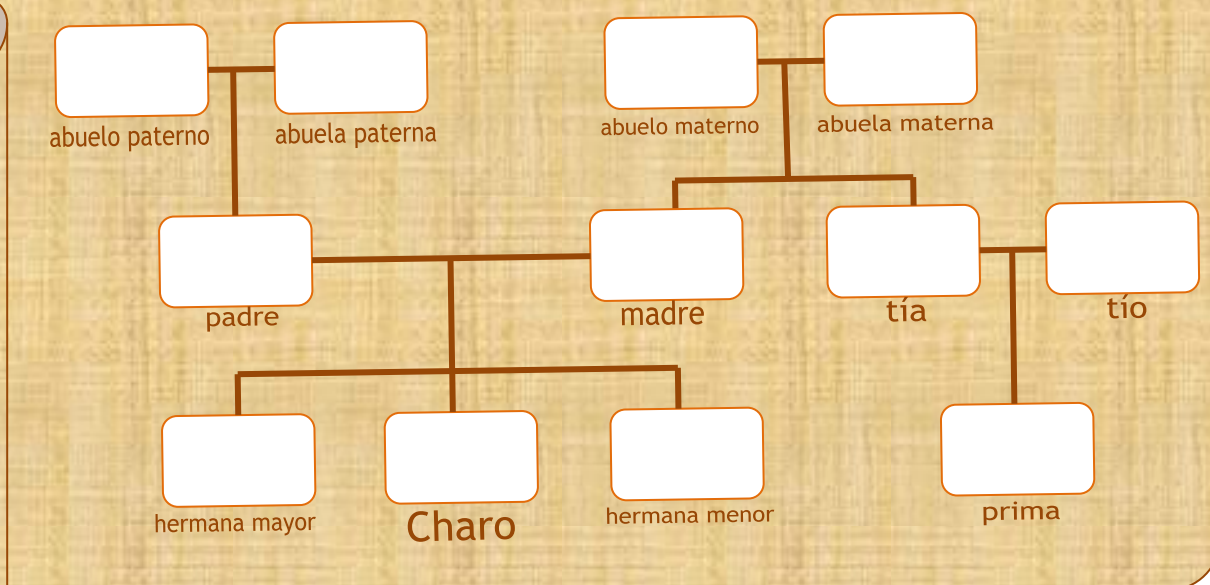 abuelo paterno
abuela paterna
abuelo materno
abuela materna
padre
madre
tía
tío
hermana mayor
Charo
hermana menor
prima